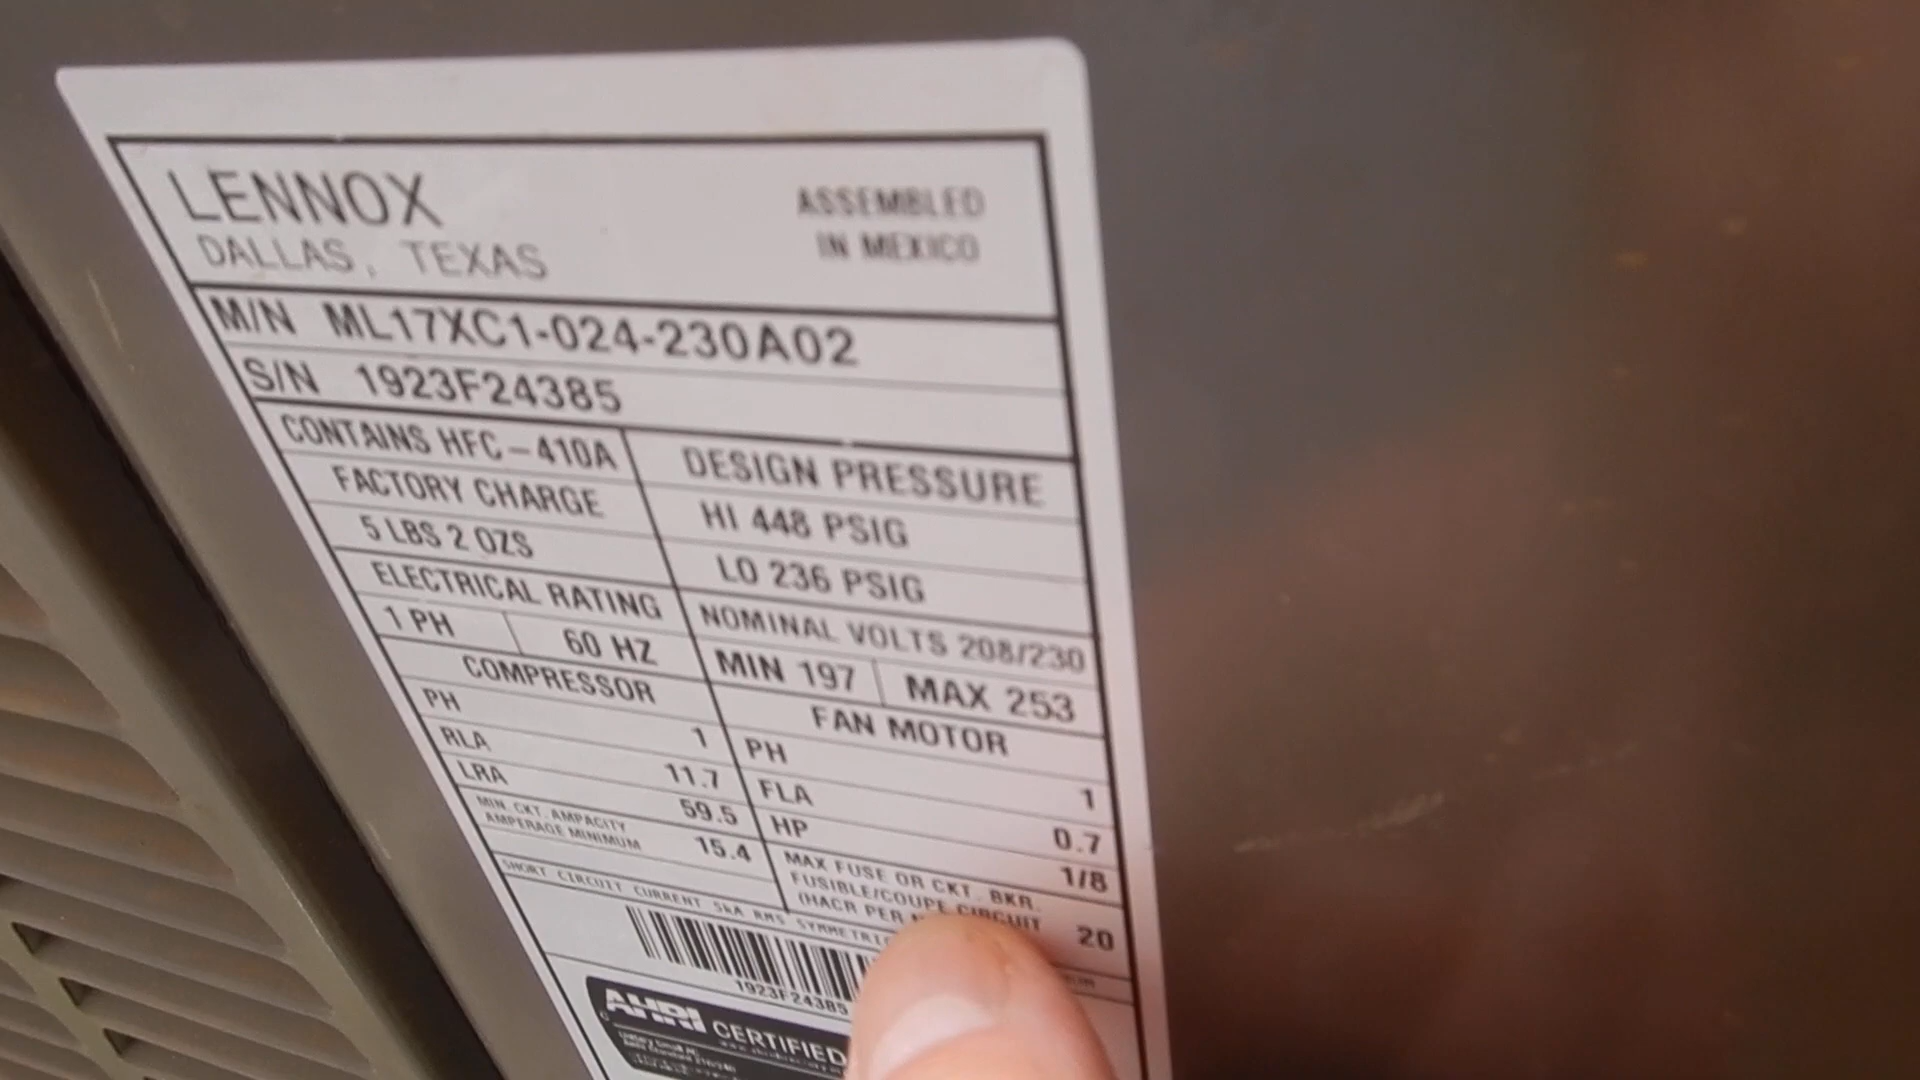 LENNOX
DALLAS, TEXAS
ASSEMBLED
IN MEXICO
M/N ML17XC1-024-230A02
S/N 1923F24385
CONTAINS HFC-410A
FACTORY CHARGE
5 LBS 2 OZS
DESIGN PRESSURE
HI 448 PSIG
LO 236 PSIG
ELECTRICAL RATING
1 PH 60 HZ
NOMINAL VOLTS 208/230
MIN 197 MAX 253
COMPRESSOR
PH 1
RLA 11.7
LRA 59.5
MIN. CKT. AMPACITY
AMPERAGE MINIMUM 15.4
FAN MOTOR
PH 1
FLA 0.7
HP 1/8
MAX FUSE OR CKT. BKR.
FUSIBLE/COUPE CIRCUIT
(HACR PER 20
SHORT CIRCUIT CURRENT 5kA RMS
1923F24385
AHRI CERTIFIED